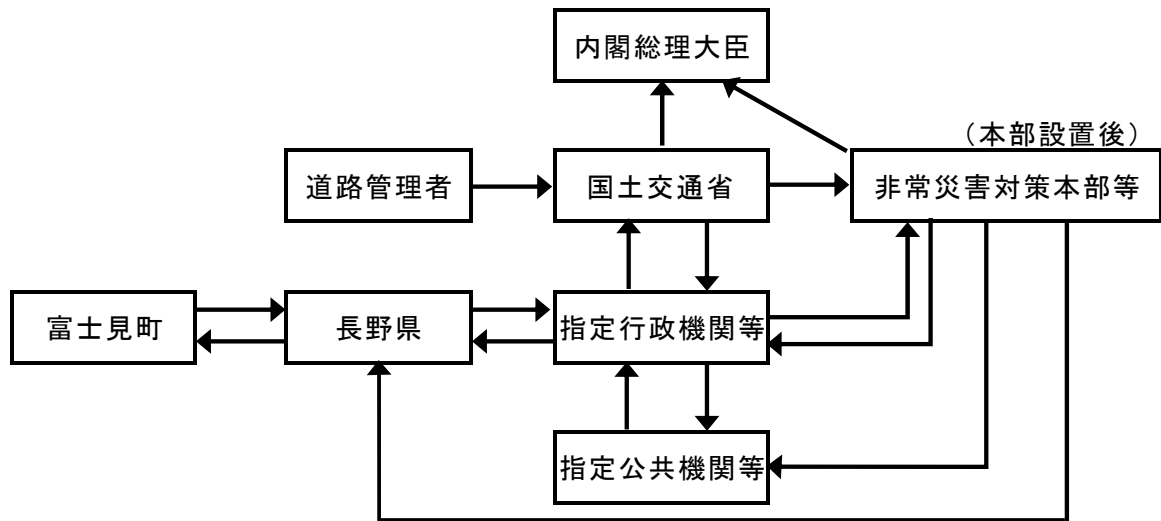 内閣総理大臣
（本部設置後）
道路管理者
国土交通省
非常災害対策本部等
富士見町
長野県
指定行政機関等
指定公共機関等